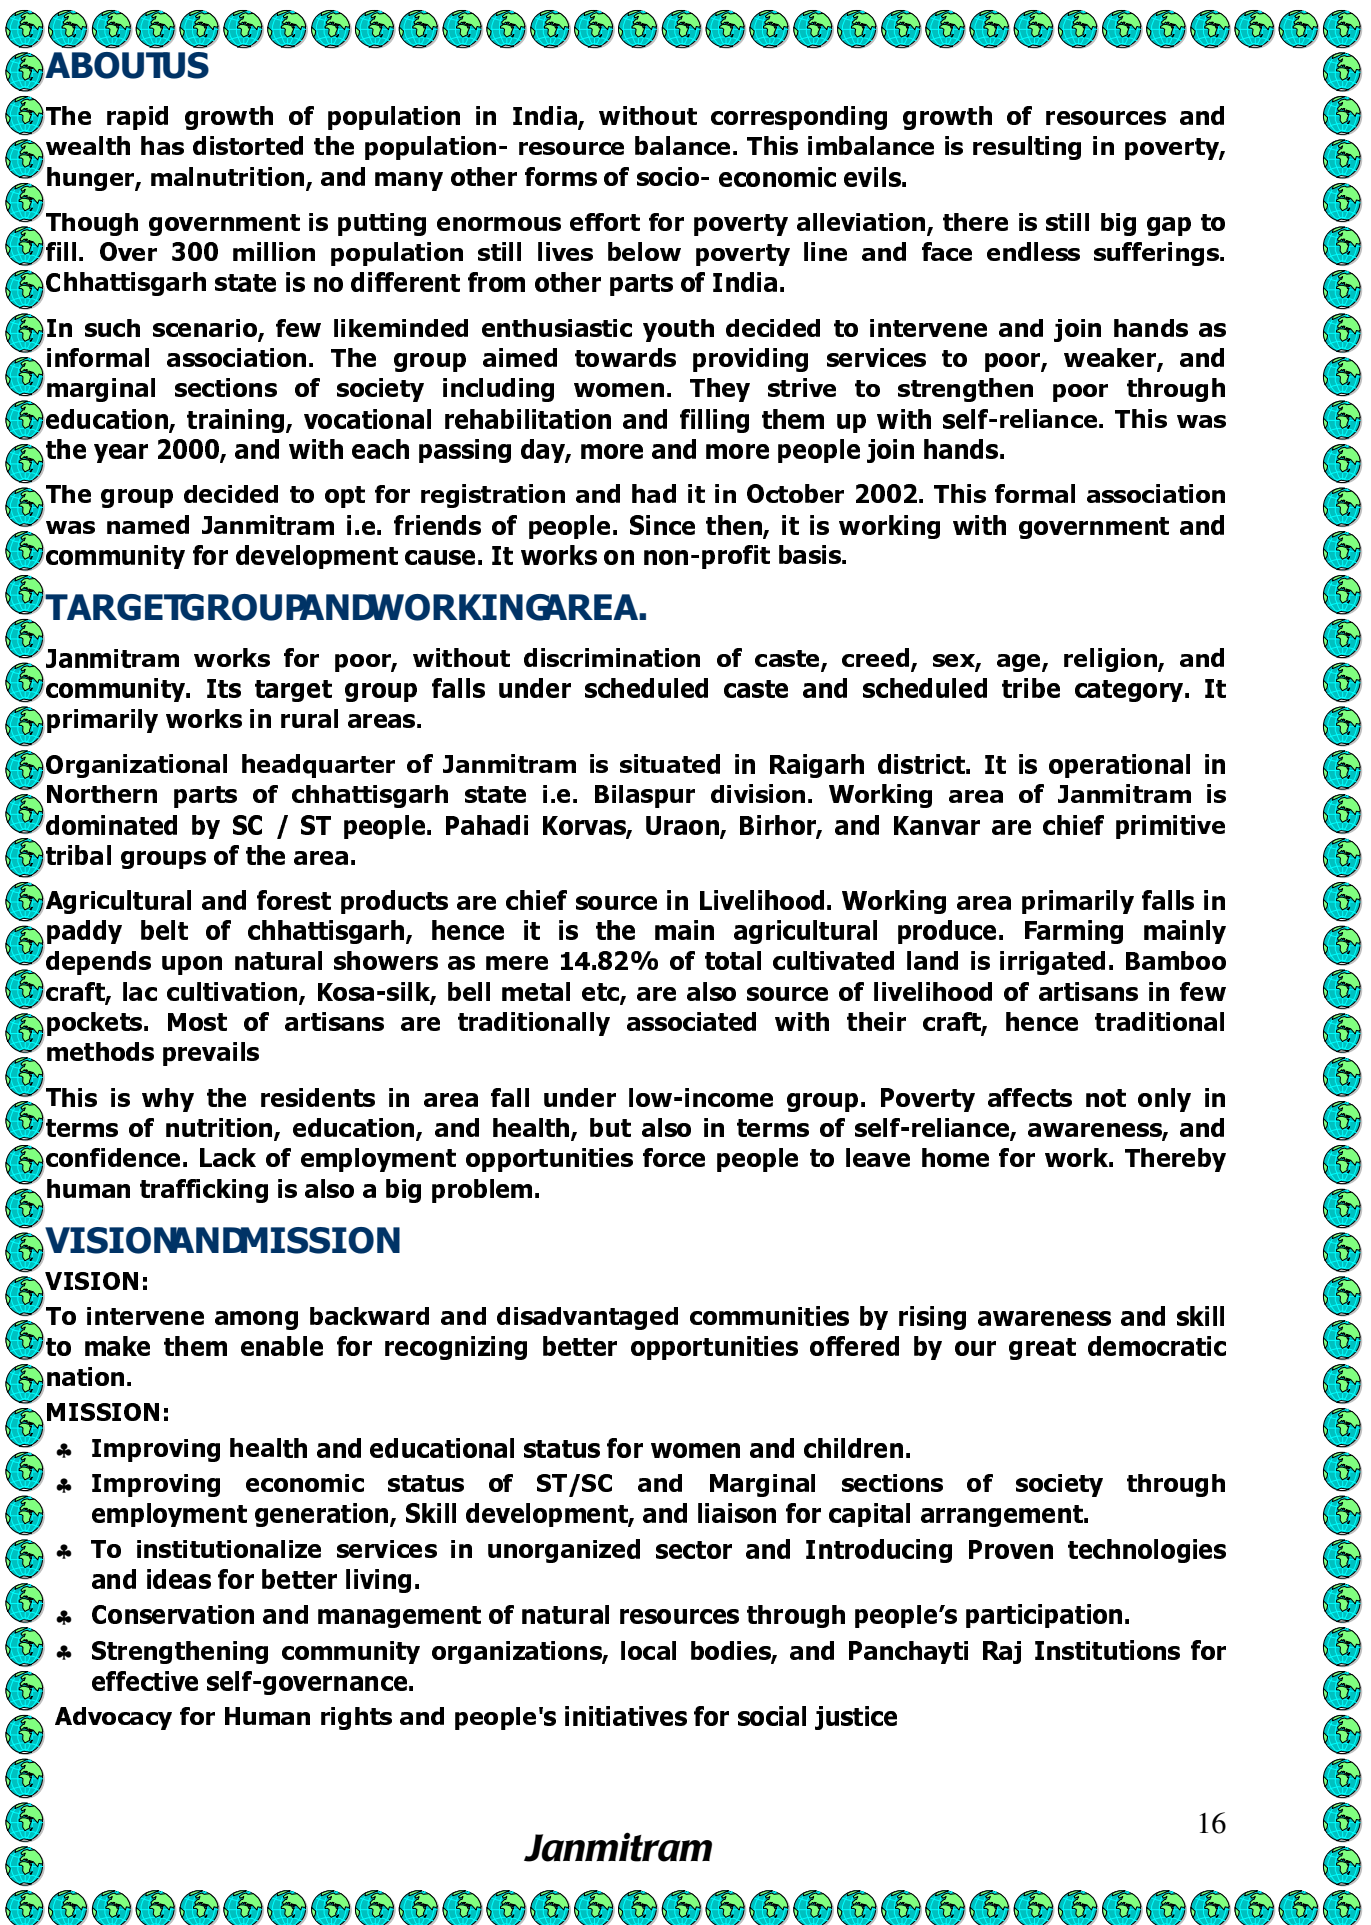 ABOUT US
The rapid growth of population in India, without corresponding growth of resources and
wealth has distorted the population- resource balance. This imbalance is resulting in poverty,
hunger, malnutrition, and many other forms of socio- economic evils.
Though government is putting enormous effort for poverty alleviation, there is still big gap to
fill. Over 300 million population still lives below poverty line and face endless sufferings.
Chhattisgarh state is no different from other parts of India.
In such scenario, few likeminded enthusiastic youth decided to intervene and join hands as
informal association. The group aimed towards providing services to poor, weaker, and
marginal sections of society including women. They strive to strengthen poor through
education, training, vocational rehabilitation and filling them up with self-reliance. This was
the year 2000, and with each passing day, more and more people join hands.
The group decided to opt for registration and had it in October 2002. This formal association
was named Janmitram i.e. friends of people. Since then, it is working with government and
community for development cause. It works on non-profit basis.
TARGET GROUP AND WORKING AREA.
Janmitram works for poor, without discrimination of caste, creed, sex, age, religion, and
community. Its target group falls under scheduled caste and scheduled tribe category. It
primarily works in rural areas.
Organizational headquarter of Janmitram is situated in Raigarh district. It is operational in
Northern parts of chhattisgarh state i.e. Bilaspur division. Working area of Janmitram is
dominated by SC / ST people. Pahadi Korvas, Uraon, Birhor, and Kanvar are chief primitive
tribal groups of the area.
Agricultural and forest products are chief source in Livelihood. Working area primarily falls in
paddy belt of chhattisgarh, hence it is the main agricultural produce. Farming mainly
depends upon natural showers as mere 14.82% of total cultivated land is irrigated. Bamboo
craft, lac cultivation, Kosa-silk, bell metal etc, are also source of livelihood of artisans in few
pockets. Most of artisans are traditionally associated with their craft, hence traditional
methods prevails
This is why the residents in area fall under low-income group. Poverty affects not only in
terms of nutrition, education, and health, but also in terms of self-reliance, awareness, and
confidence. Lack of employment opportunities force people to leave home for work. Thereby
human trafficking is also a big problem.
VISION AND MISSION
VISION:
To intervene among backward and disadvantaged communities by rising awareness and skill
to make them enable for recognizing better opportunities offered by our great democratic
nation.
MISSION:
♣ Improving health and educational status for women and children.
♣ Improving economic status of ST/SC and Marginal sections of society through
employment generation, Skill development, and liaison for capital arrangement.
♣ To institutionalize services in unorganized sector and Introducing Proven technologies
and ideas for better living.
♣ Conservation and management of natural resources through people’s participation.
♣ Strengthening community organizations, local bodies, and Panchayti Raj Institutions for
effective self-governance.
Advocacy for Human rights and people's initiatives for social justice
16
Janmitram